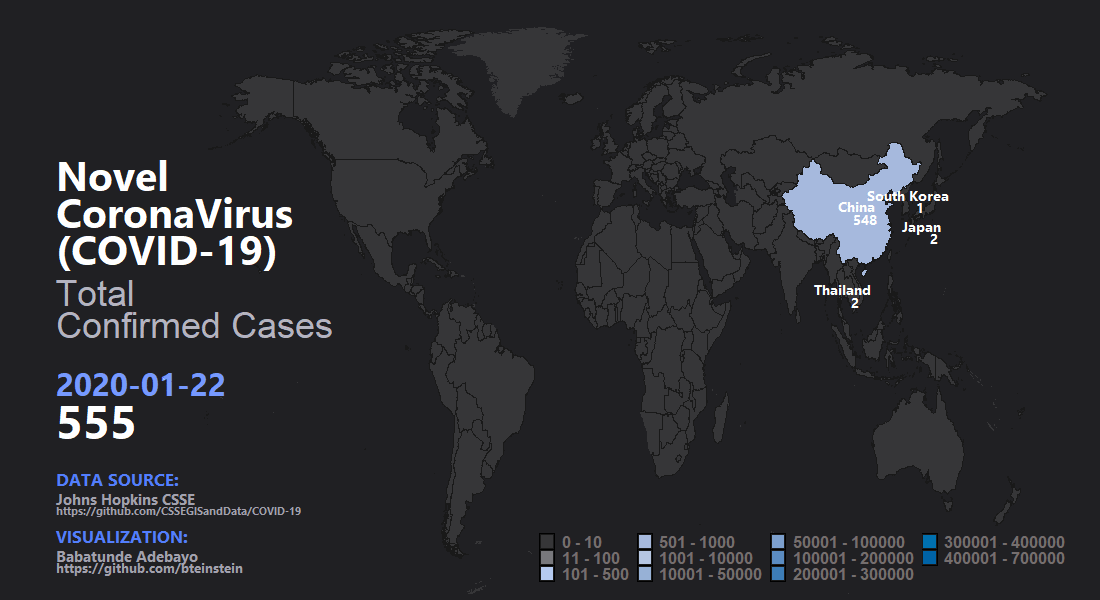 Novel
CoronaVirus
(COVID-19)
Total
Confirmed Cases
2020-01-22
555
DATA SOURCE:
Johns Hopkins CSSE
https://github.com/CSSEGISandData/COVID-19
VISUALIZATION:
Babatunde Adebayo
https://github.com/bteinstein
South Korea
1
China
548
Japan
2
Thailand
2
0 - 10
11 - 100
101 - 500
501 - 1000
1001 - 10000
10001 - 50000
50001 - 100000
100001 - 200000
200001 - 300000
300001 - 400000
400001 - 700000